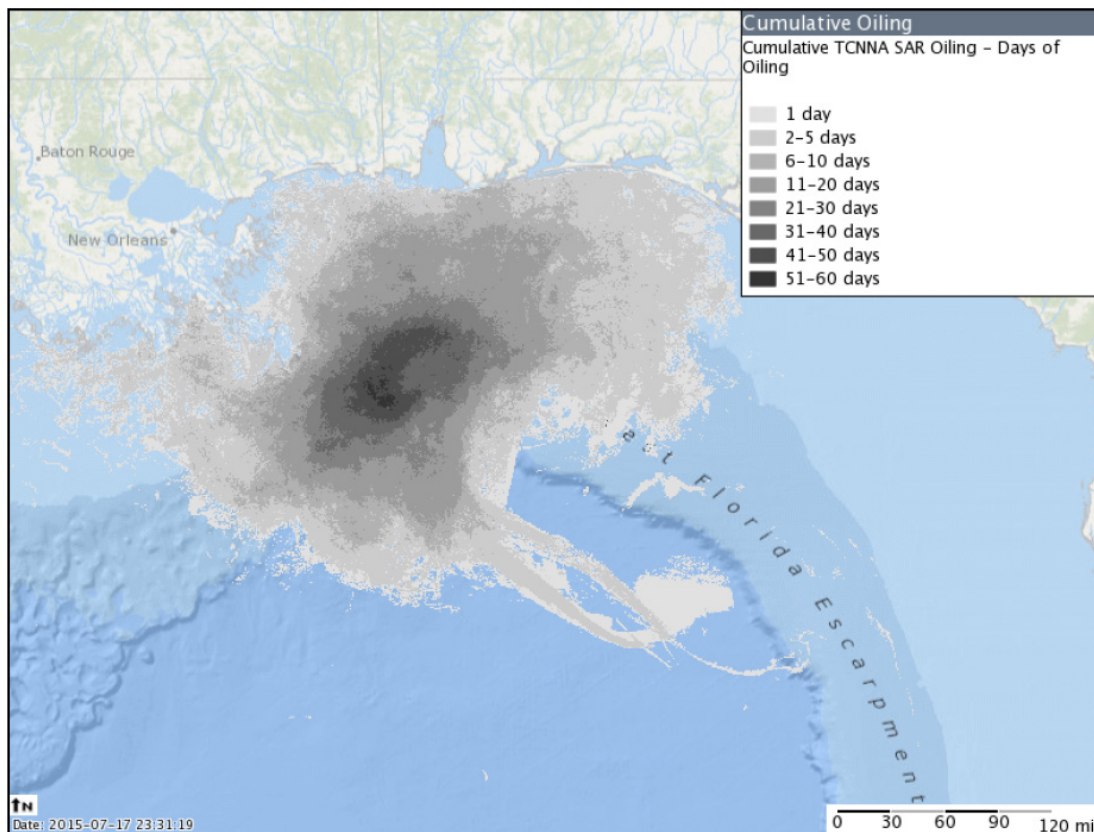 Cumulative Oiling
Cumulative TCNNA SAR Oiling – Days of
Oiling
1 day
2–5 days
6–10 days
11–20 days
21–30 days
31–40 days
41–50 days
51–60 days
Baton Rouge
New Orleans
ast Florida Escarpment
N
Date: 2015-07-17 23:31:19
0 30 60 90 120 mi